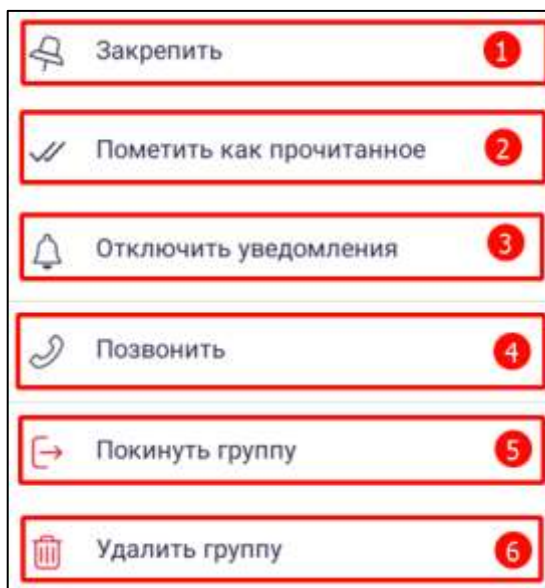 Закрепить 1
Пометить как прочитанное 2
Отключить уведомления 3
Позвонить 4
Покинуть группу 5
Удалить группу 6